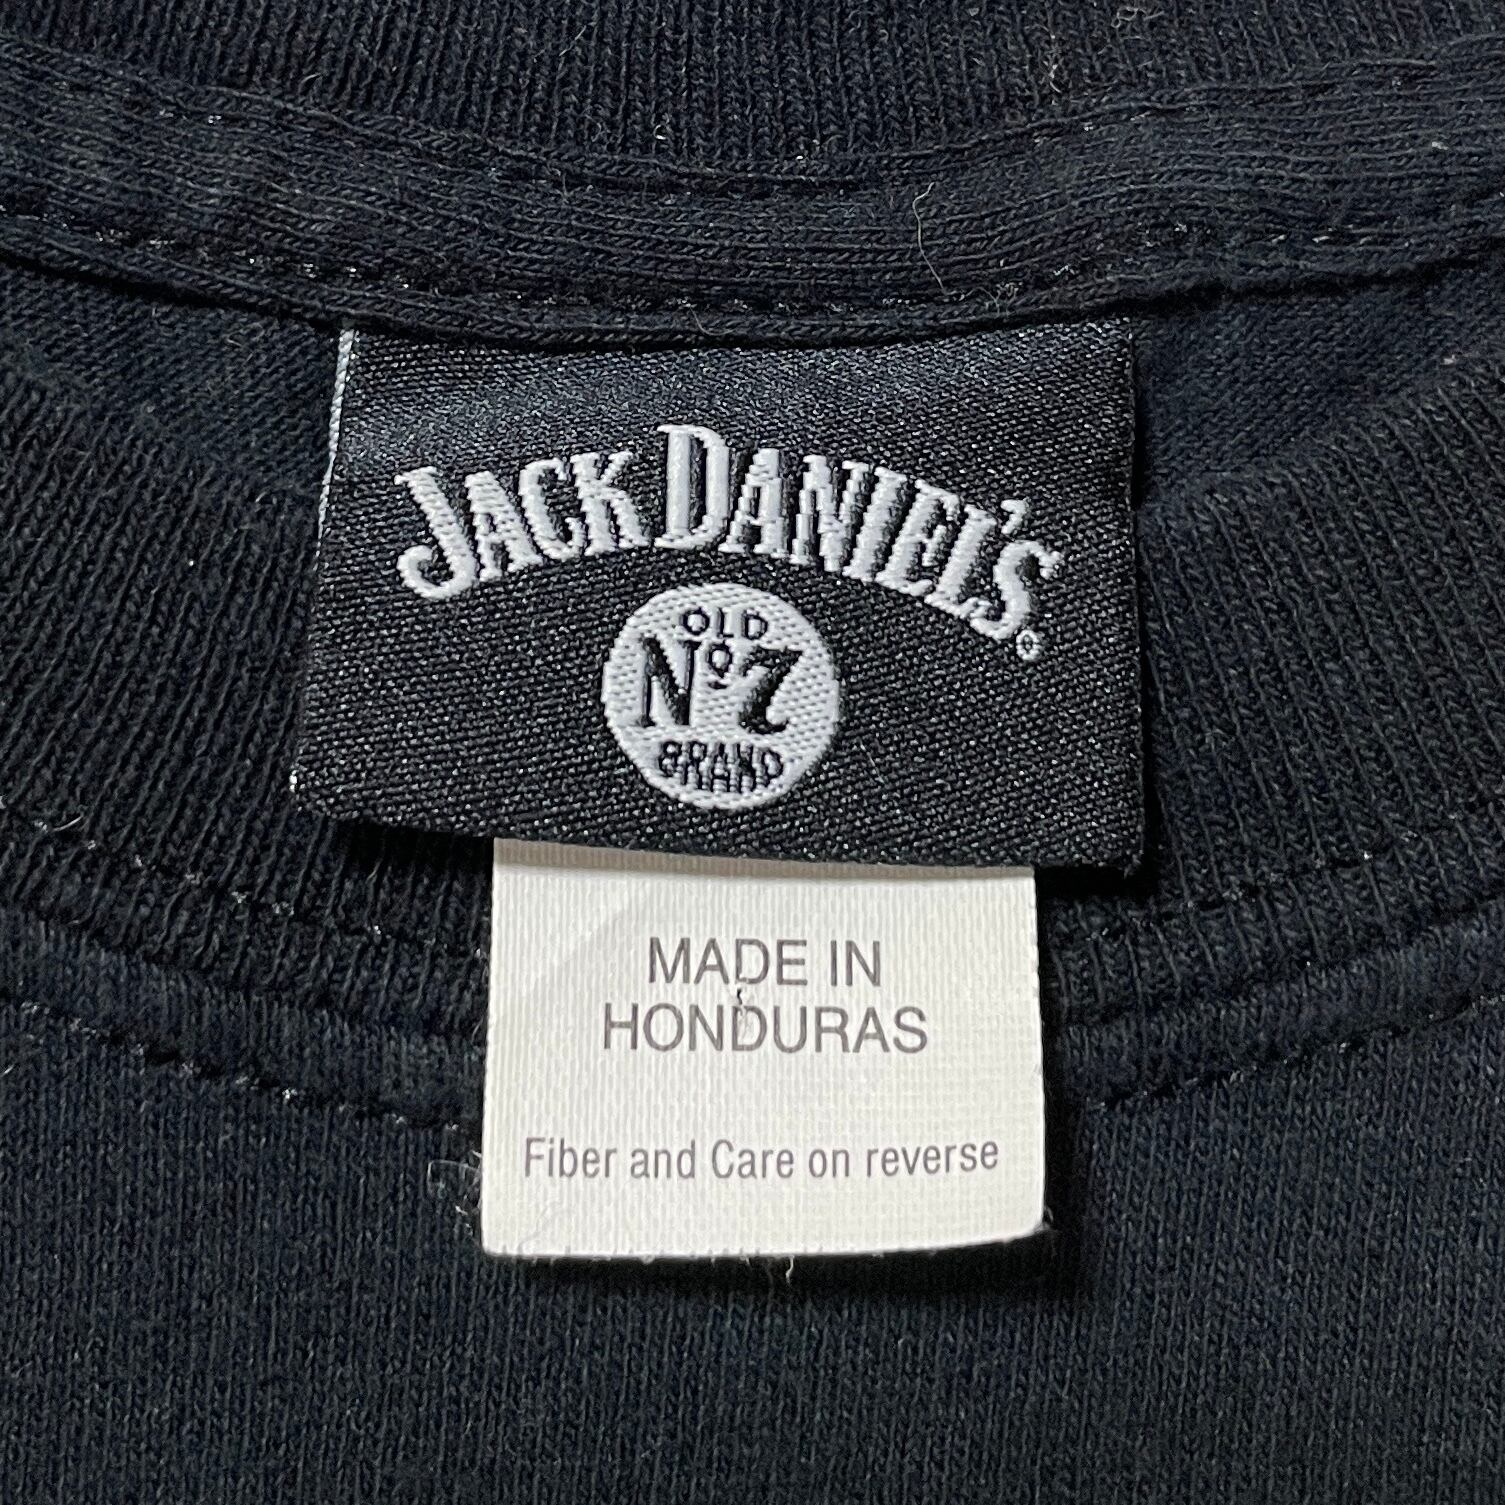 JACK DANIEL'S
OLD
Nº7
BRAND
MADE IN
HONDURAS
Fiber and Care on reverse